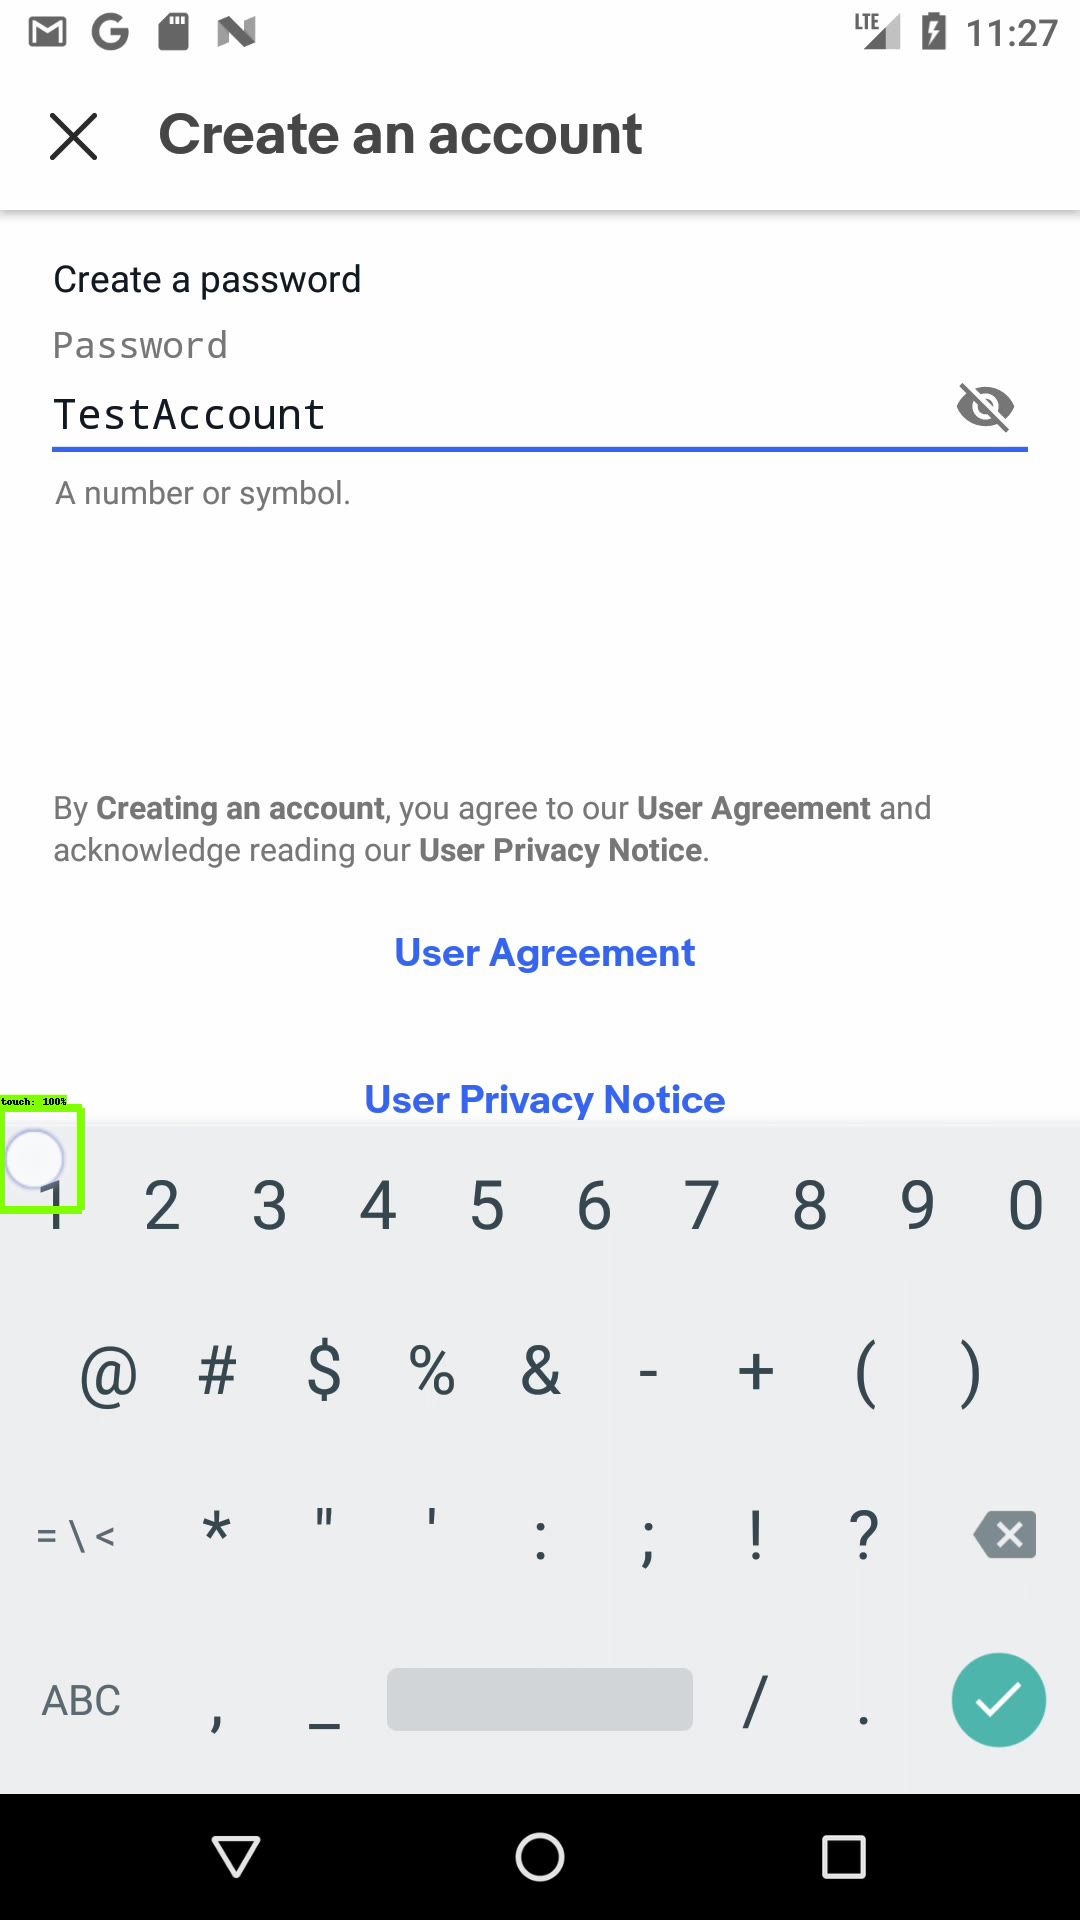 LTE 11:27
Create an account
Create a password
Password
TestAccount
A number or symbol.
By Creating an account, you agree to our User Agreement and
acknowledge reading our User Privacy Notice.
User Agreement
User Privacy Notice
touch: 100%
1 2 3 4 5 6 7 8 9 0
@ # $ % & - + ( )
= \ < * " ' : ; ! ?
ABC , _ / .